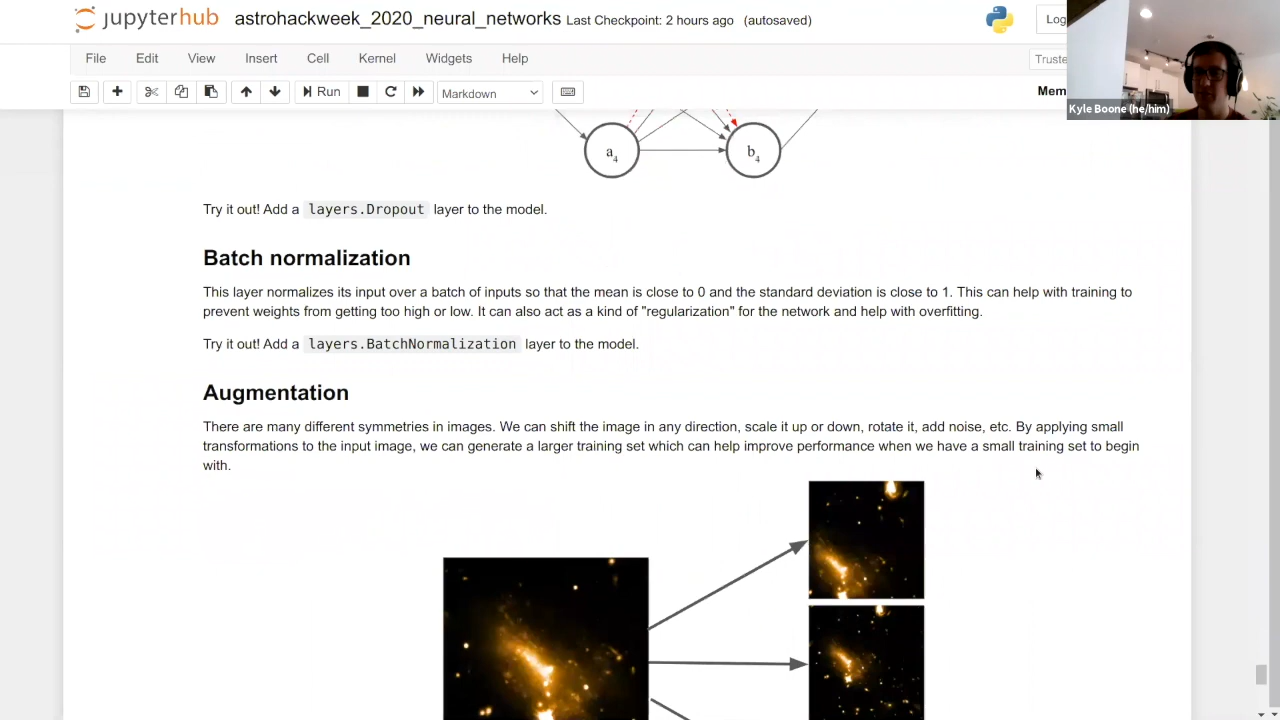 jupyterhub astrohackweek_2020_neural_networks Last Checkpoint: 2 hours ago (autosaved)
Log
File Edit View Insert Cell Kernel Widgets Help
Truste
Run
Markdown
Mem
Kyle Boone (he/him)
a4
b4
Try it out! Add a layers.Dropout layer to the model.
Batch normalization
This layer normalizes its input over a batch of inputs so that the mean is close to 0 and the standard deviation is close to 1. This can help with training to
prevent weights from getting too high or low. It can also act as a kind of "regularization" for the network and help with overfitting.
Try it out! Add a layers.BatchNormalization layer to the model.
Augmentation
There are many different symmetries in images. We can shift the image in any direction, scale it up or down, rotate it, add noise, etc. By applying small
transformations to the input image, we can generate a larger training set which can help improve performance when we have a small training set to begin
with.